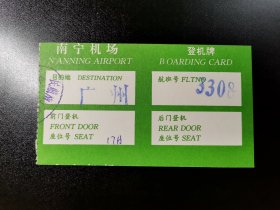 南宁机场
NANNING AIRPORT
目的地 DESTINATION
广州
前门登机
FRONT DOOR
座位号 SEAT 17A
登机牌
BOARDING CARD
航班号 FLTNO
3308
后门登机
REAR DOOR
座位号 SEAT